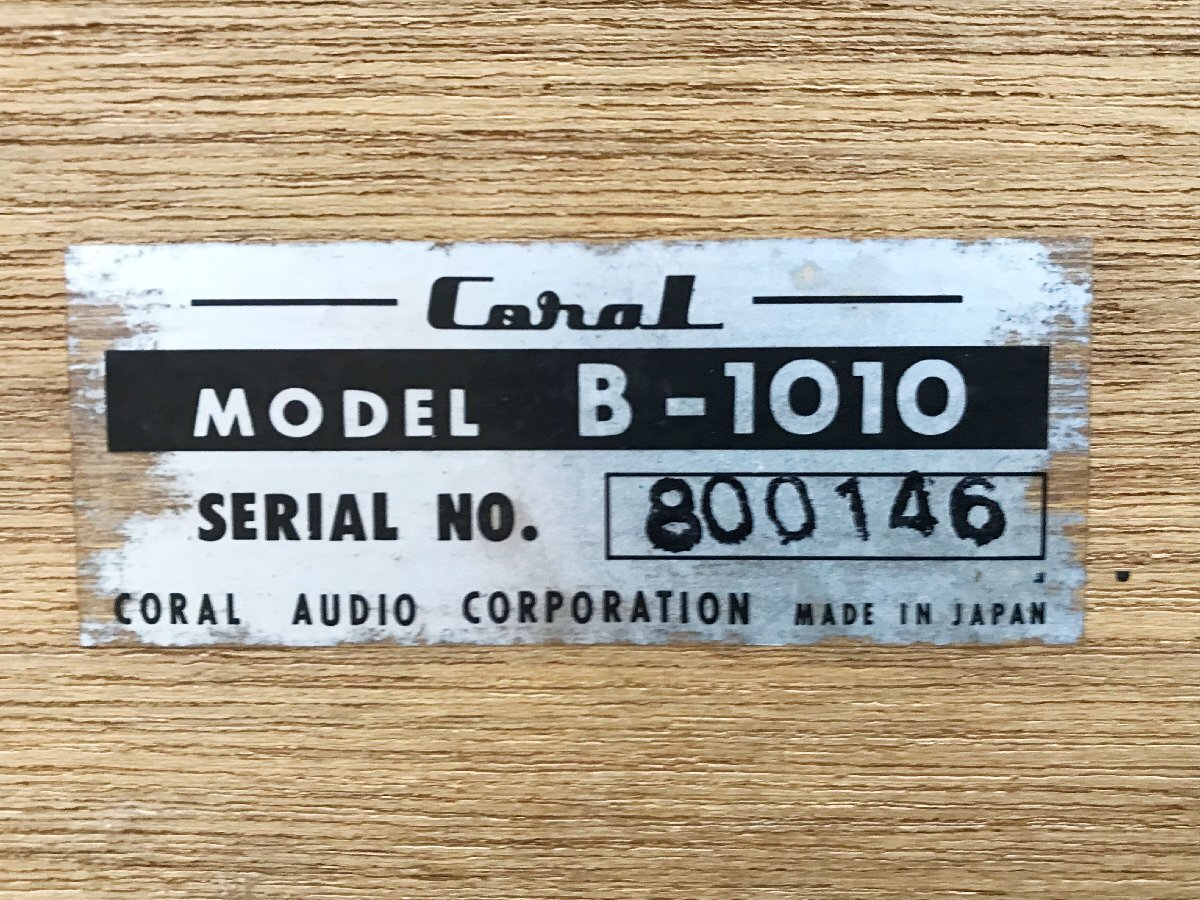 Coral
MODEL B-1010
SERIAL NO. 800146
CORAL AUDIO CORPORATION MADE IN JAPAN